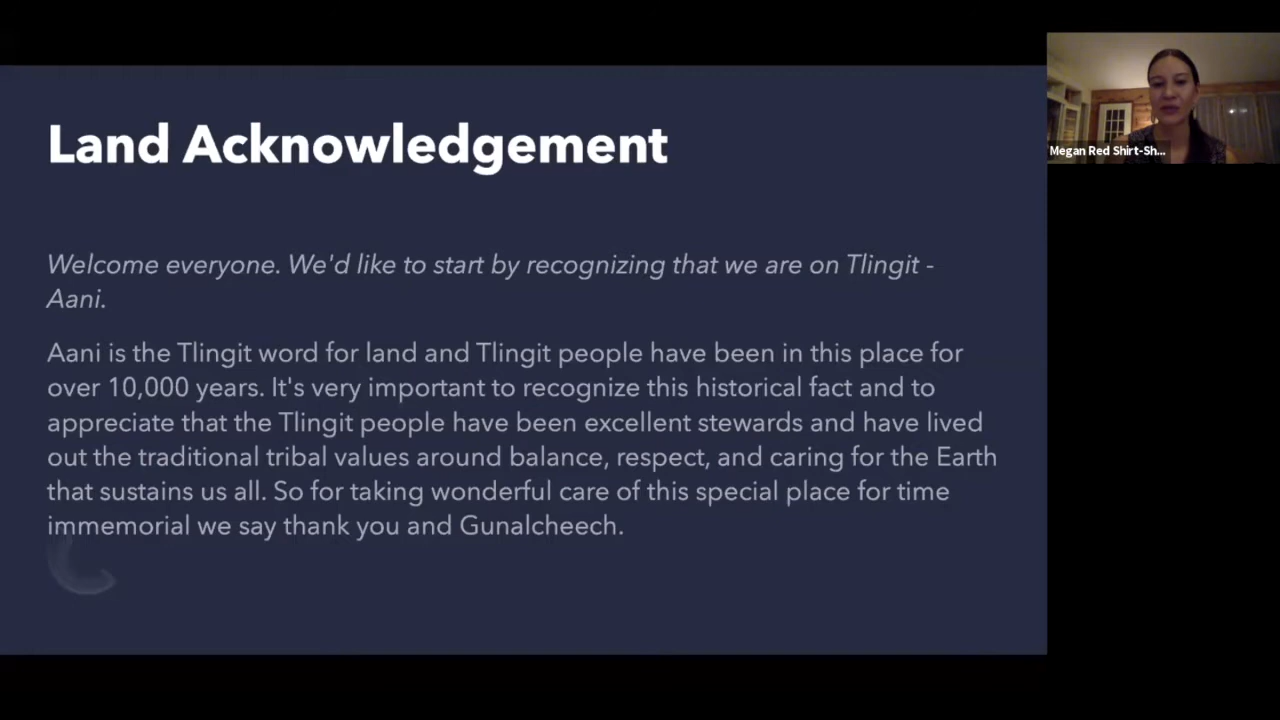 Land Acknowledgement
Welcome everyone. We'd like to start by recognizing that we are on Tlingit -
Aani.
Aani is the Tlingit word for land and Tlingit people have been in this place for
over 10,000 years. It's very important to recognize this historical fact and to
appreciate that the Tlingit people have been excellent stewards and have lived
out the traditional tribal values around balance, respect, and caring for the Earth
that sustains us all. So for taking wonderful care of this special place for time
immemorial we say thank you and Gunalcheech.
Megan Red Shirt-Sh...